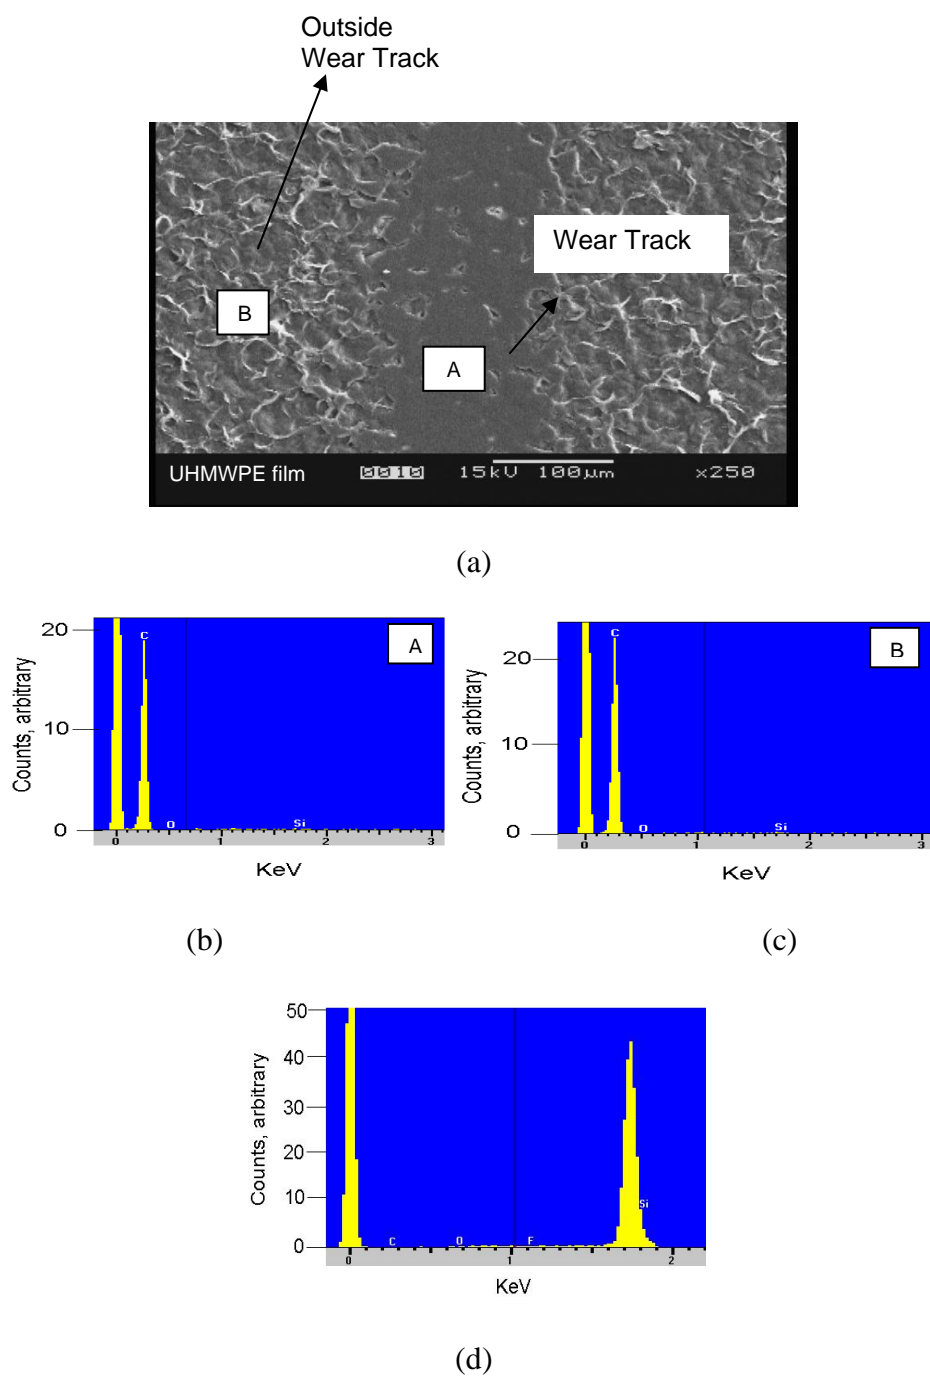 Outside
Wear Track
Wear Track
B
A
UHMWPE film 0010 15kV 100μm x250
(a)
20
10
0
Counts, arbitrary
C
O
Si
A
0 1 2 3
KeV
(b)
20
10
0
Counts, arbitrary
C
O
Si
B
0 1 2 3
KeV
(c)
50
40
30
20
10
0
Counts, arbitrary
C
O
F
Si
0 1 2
KeV
(d)